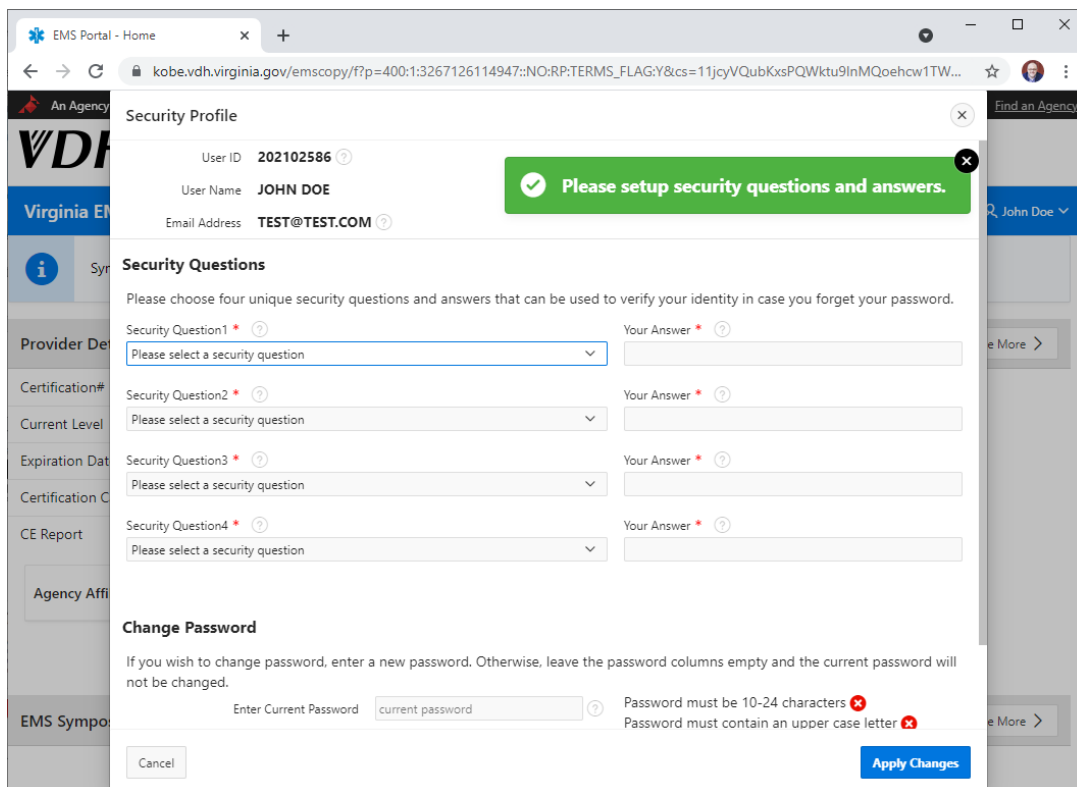 EMS Portal - Home
kobe.vdh.virginia.gov/emscopy/f?p=400:1:3267126114947::NO:RP:TERMS_FLAG:Y&cs=11jcyVQubKxsPQWktu9InMQoehcw1TW...
An Agency
Find an Agency
VDH
Virginia EM
John Doe
Security Profile
User ID 202102586
User Name JOHN DOE
Email Address TEST@TEST.COM
Please setup security questions and answers.
Security Questions
Please choose four unique security questions and answers that can be used to verify your identity in case you forget your password.
Security Question1 * Your Answer *
Please select a security question
Security Question2 * Your Answer *
Please select a security question
Security Question3 * Your Answer *
Please select a security question
Security Question4 * Your Answer *
Please select a security question
Change Password
If you wish to change password, enter a new password. Otherwise, leave the password columns empty and the current password will
not be changed.
Enter Current Password current password
Password must be 10-24 characters
Password must contain an upper case letter
Cancel Apply Changes
Provider Det
e More
Certification#
Current Level
Expiration Dat
Certification C
CE Report
Agency Affi
EMS Sympos
e More